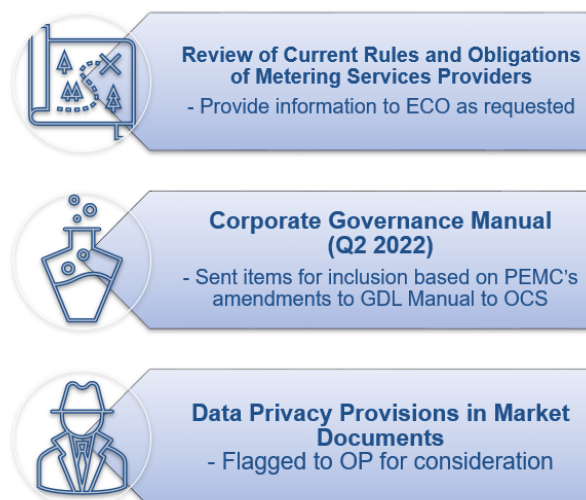 Review of Current Rules and Obligations
of Metering Services Providers
- Provide information to ECO as requested
Corporate Governance Manual
(Q2 2022)
- Sent items for inclusion based on PEMC's
amendments to GDL Manual to OCS
Data Privacy Provisions in Market
Documents
- Flagged to OP for consideration